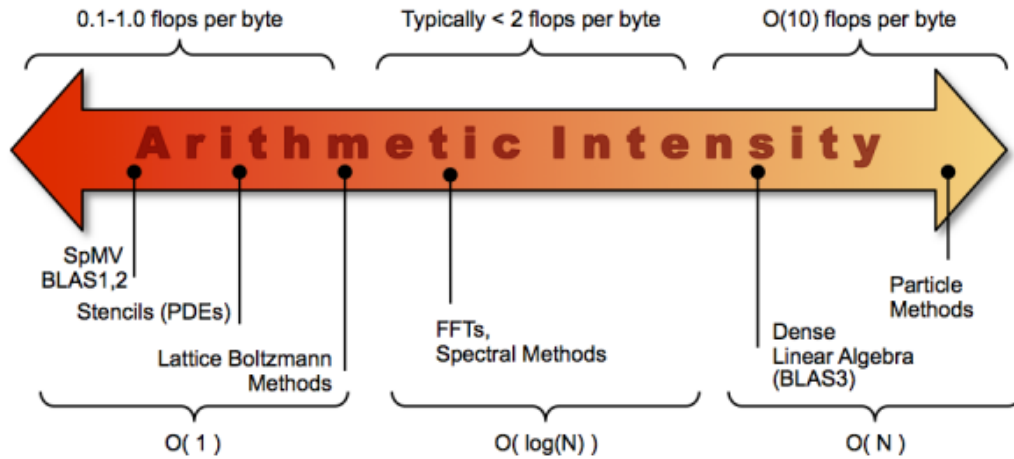 0.1-1.0 flops per byte
Typically < 2 flops per byte
O(10) flops per byte
Arithmetic Intensity
SpMV
BLAS1,2
Stencils (PDEs)
Lattice Boltzmann
Methods
FFTs,
Spectral Methods
Dense
Linear Algebra
(BLAS3)
Particle
Methods
O( 1 )
O( log(N) )
O( N )